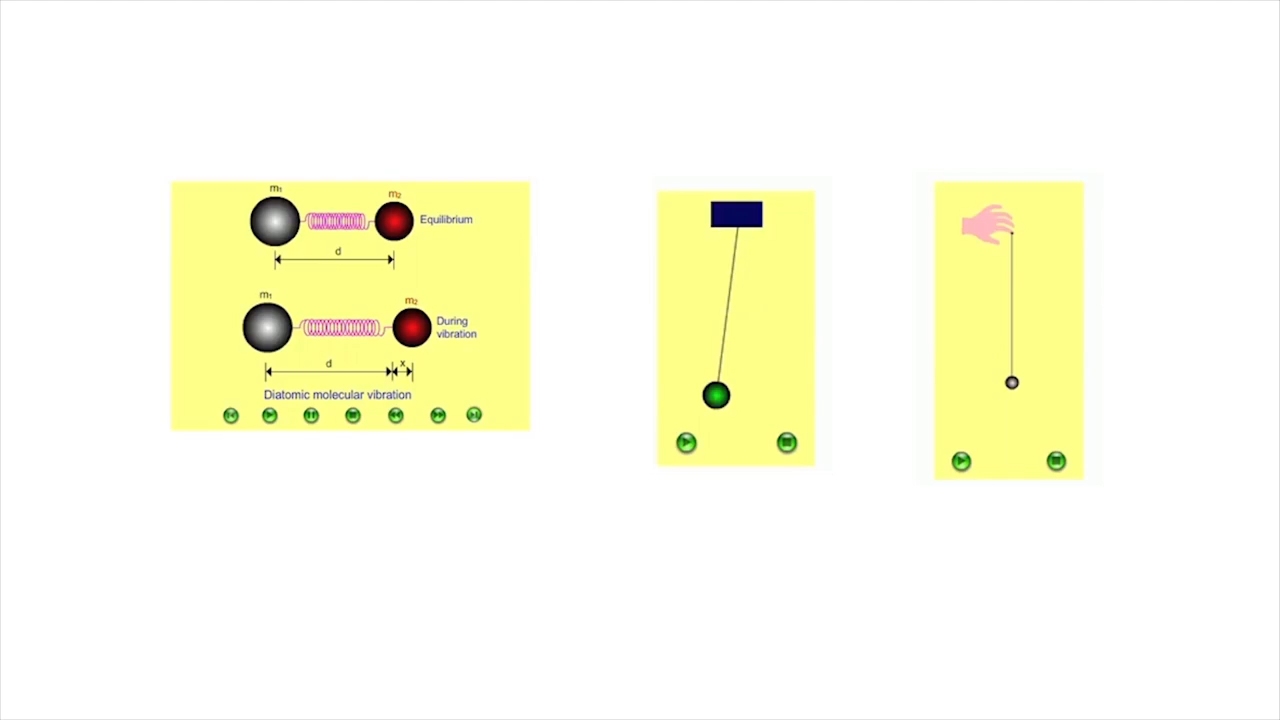 m₁
m₂
Equilibrium
d
m₁
m₂
During
vibration
d
x
Diatomic molecular vibration